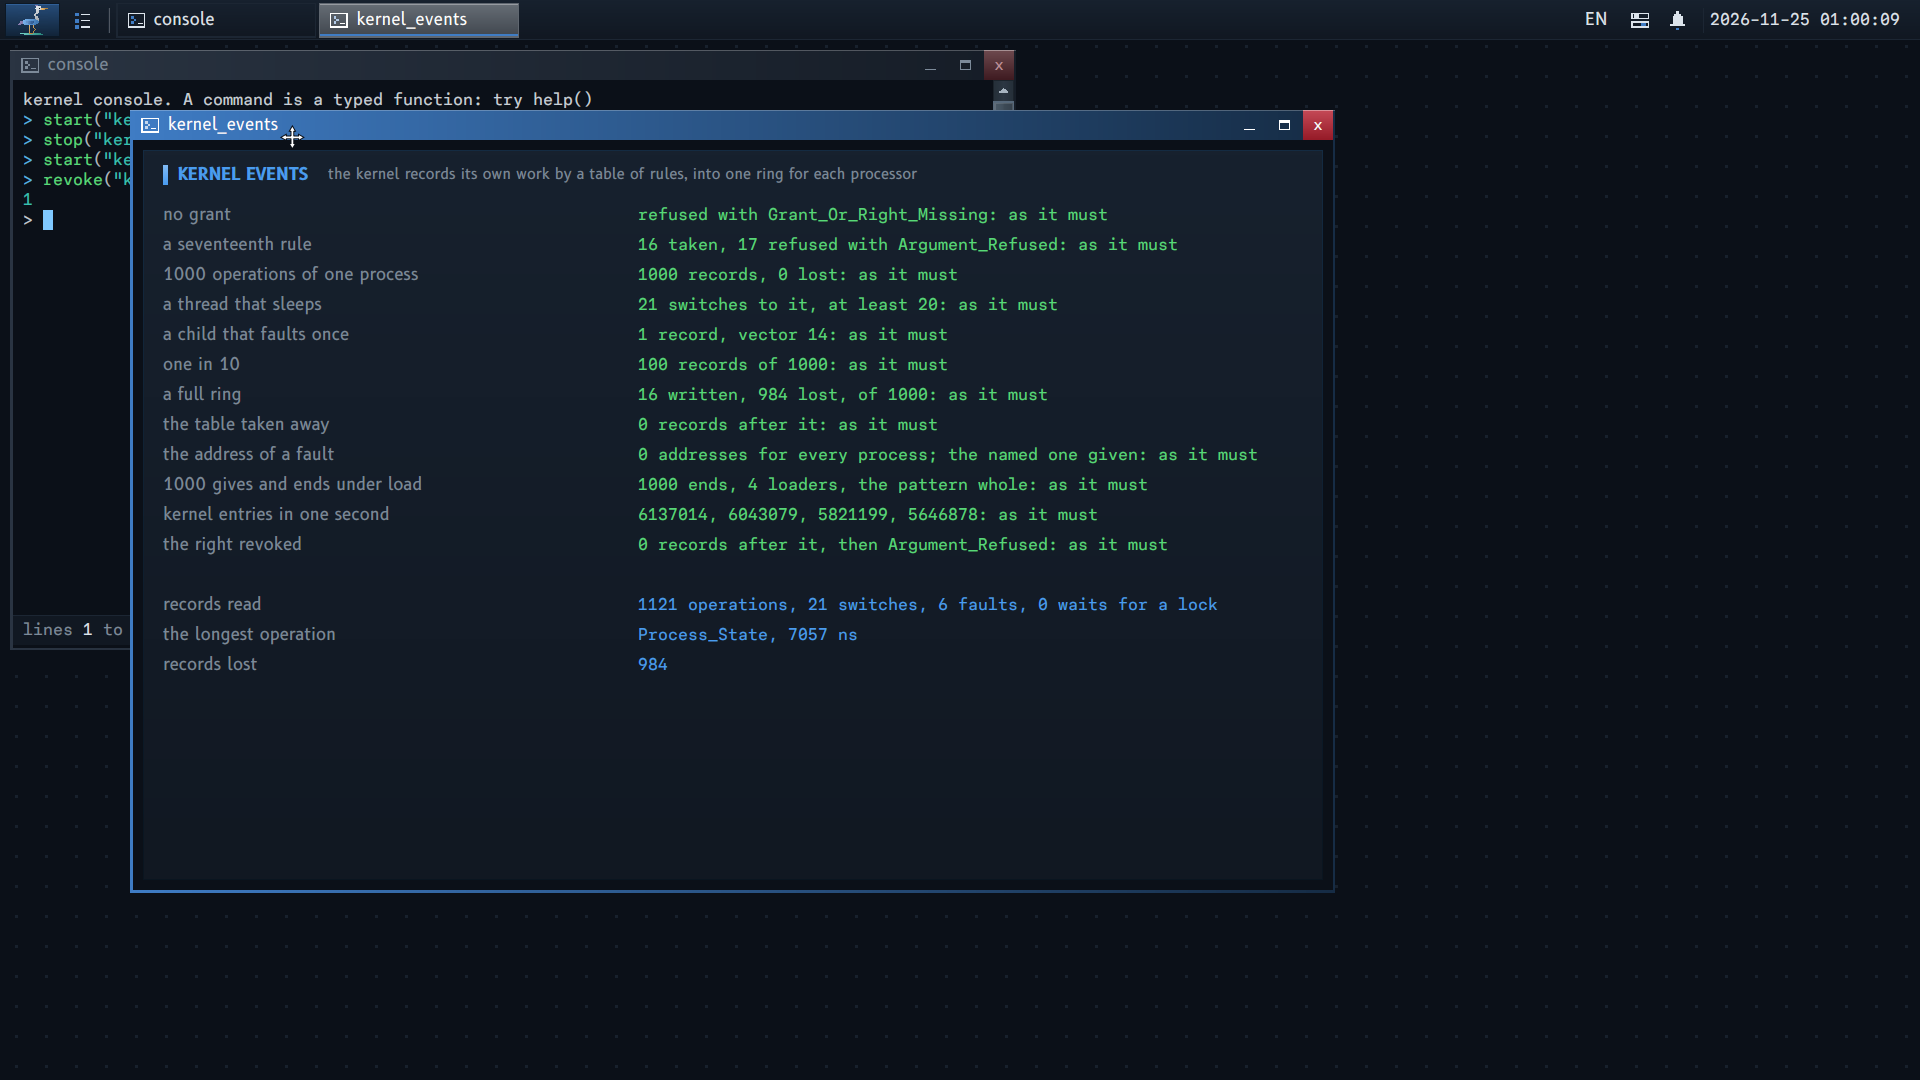 console
kernel_events
EN
2026-11-25 01:00:09
console
kernel console. A command is a typed function: try help()
> start("ke
> stop("ker
> start("ke
> revoke("k
1
>
lines 1 to
kernel_events
KERNEL EVENTS the kernel records its own work by a table of rules, into one ring for each processor
no grant refused with Grant_Or_Right_Missing: as it must
a seventeenth rule 16 taken, 17 refused with Argument_Refused: as it must
1000 operations of one process 1000 records, 0 lost: as it must
a thread that sleeps 21 switches to it, at least 20: as it must
a child that faults once 1 record, vector 14: as it must
one in 10 100 records of 1000: as it must
a full ring 16 written, 984 lost, of 1000: as it must
the table taken away 0 records after it: as it must
the address of a fault 0 addresses for every process; the named one given: as it must
1000 gives and ends under load 1000 ends, 4 loaders, the pattern whole: as it must
kernel entries in one second 6137014, 6043079, 5821199, 5646878: as it must
the right revoked 0 records after it, then Argument_Refused: as it must
records read 1121 operations, 21 switches, 6 faults, 0 waits for a lock
the longest operation Process_State, 7057 ns
records lost 984